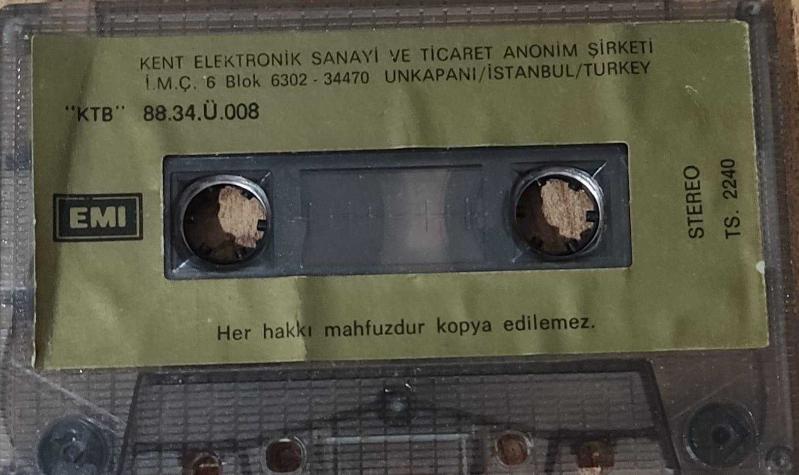 KENT ELEKTRONİK SANAYİ VE TİCARET ANONİM ŞİRKETİ
İ.M.Ç. 6 Blok 6302 - 34470 UNKAPANI/İSTANBUL/TURKEY
"KTB" 88.34.Ü.008
EMI
STEREO
TS. 2240
Her hakkı mahfuzdur kopya edilemez.